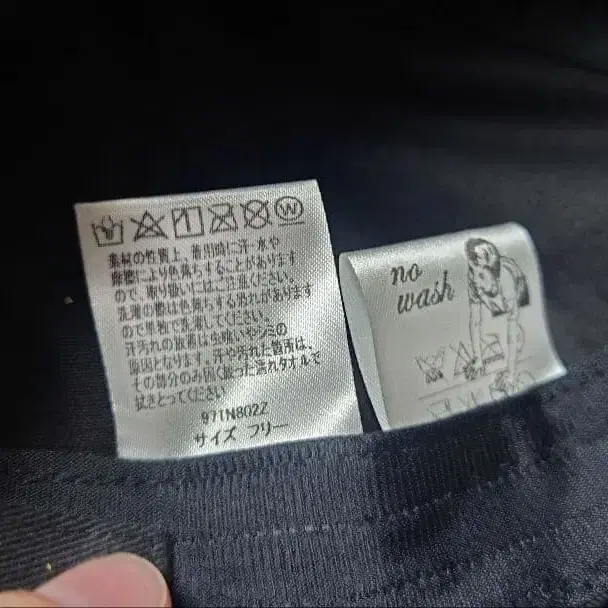 W
素材の性質上、着用時に汗・水や
摩擦により色落ちすることがあります
ので、取り扱いにはご注意ください。
洗濯の際は色落ちする恐れがあります
ので単独で洗濯してください。
汗汚れの放置は虫喰いやシミの
原因となります。汗や汚れた箇所は、
その部分のみ固く絞った濡れタオルで
拭きとってください
971N802Z
サイズ フリー
no
wash